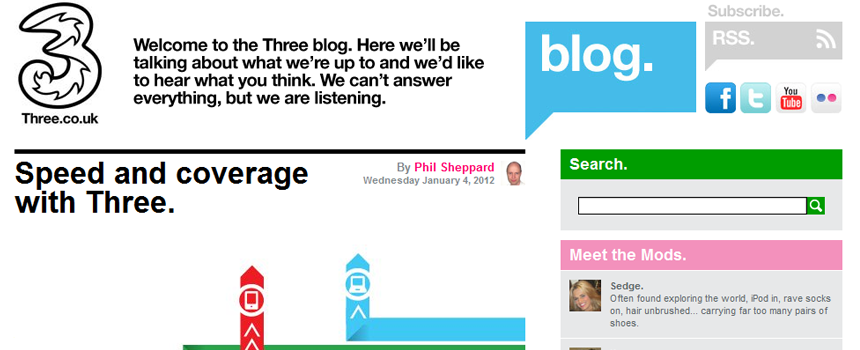 Three.co.uk
Welcome to the Three blog. Here we'll be
talking about what we're up to and we'd like
to hear what you think. We can't answer
everything, but we are listening.
blog.
Subscribe.
RSS.
f
t
You
Tube
Speed and coverage
with Three.
By Phil Sheppard
Wednesday January 4, 2012
Search.
Meet the Mods.
Sedge.
Often found exploring the world, iPod in, rave socks
on, hair unbrushed... carrying far too many pairs of
shoes.